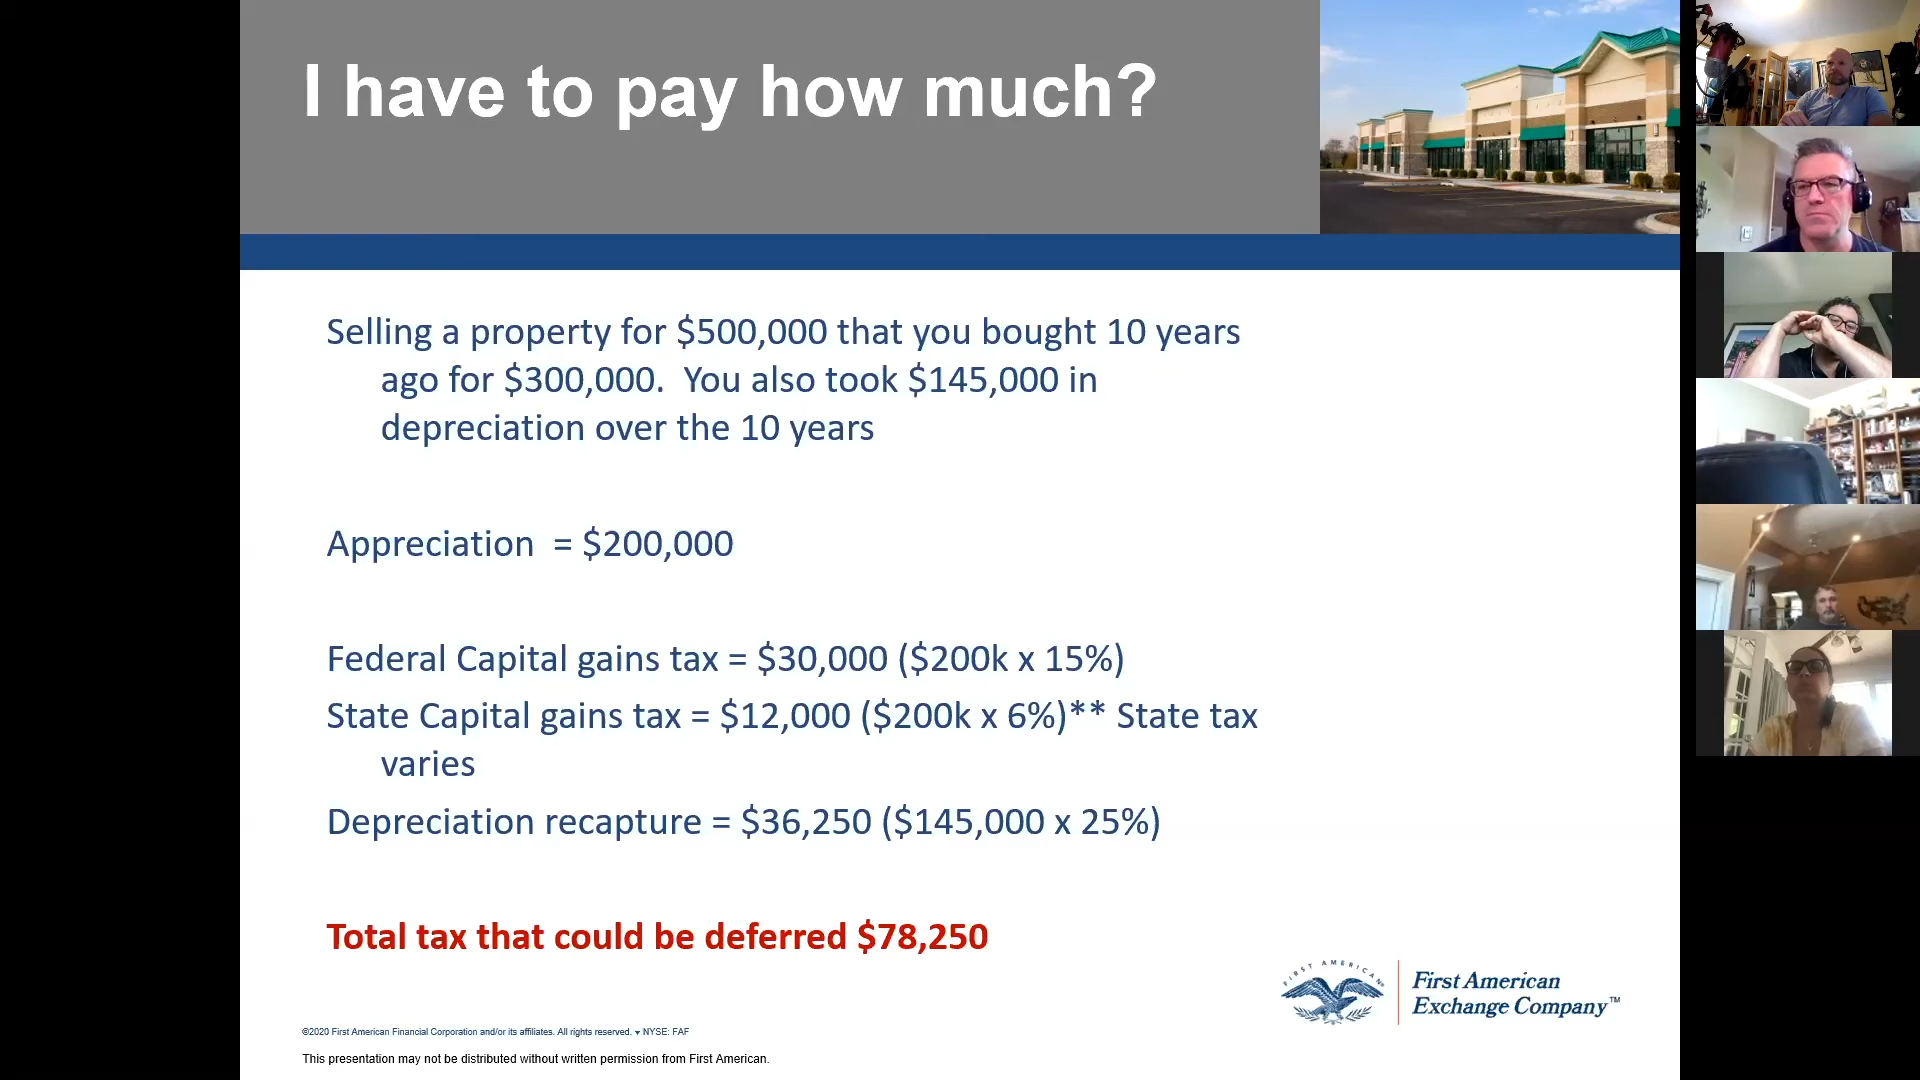 I have to pay how much?
Selling a property for $500,000 that you bought 10 years
ago for $300,000.  You also took $145,000 in
depreciation over the 10 years
Appreciation  = $200,000
Federal Capital gains tax = $30,000 ($200k x 15%)
State Capital gains tax = $12,000 ($200k x 6%)** State tax
varies
Depreciation recapture = $36,250 ($145,000 x 25%)
Total tax that could be deferred $78,250
FIRST AMERICAN®
First American
Exchange Company™
©2020 First American Financial Corporation and/or its affiliates. All rights reserved. ▾ NYSE: FAF
This presentation may not be distributed without written permission from First American.